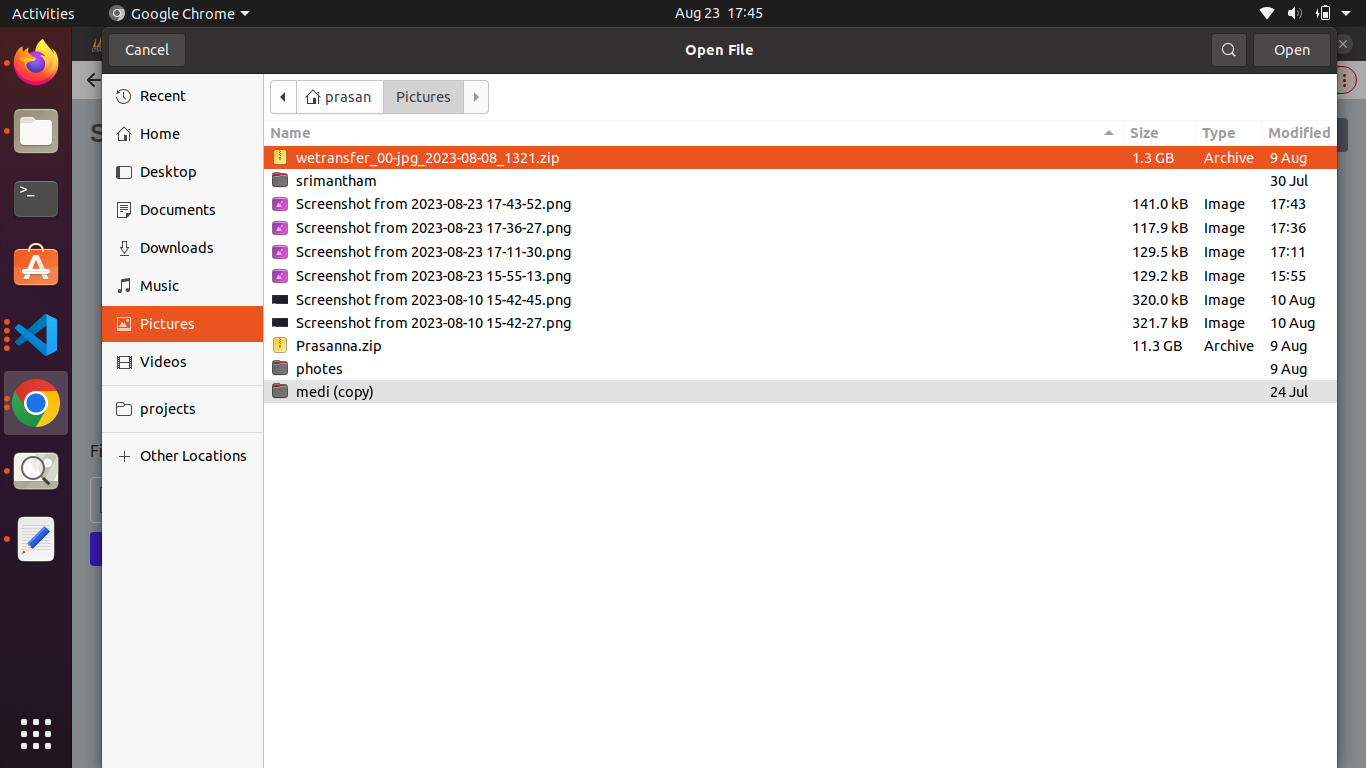 Activities Google Chrome Aug 23 17:45
Cancel Open File Open
Recent
Home
Desktop
Documents
Downloads
Music
Pictures
Videos
projects
Other Locations
prasan Pictures
Name Size Type Modified
wetransfer_00-jpg_2023-08-08_1321.zip 1.3 GB Archive 9 Aug
srimantham 30 Jul
Screenshot from 2023-08-23 17-43-52.png 141.0 kB Image 17:43
Screenshot from 2023-08-23 17-36-27.png 117.9 kB Image 17:36
Screenshot from 2023-08-23 17-11-30.png 129.5 kB Image 17:11
Screenshot from 2023-08-23 15-55-13.png 129.2 kB Image 15:55
Screenshot from 2023-08-10 15-42-45.png 320.0 kB Image 10 Aug
Screenshot from 2023-08-10 15-42-27.png 321.7 kB Image 10 Aug
Prasanna.zip 11.3 GB Archive 9 Aug
photes 9 Aug
medi (copy) 24 Jul